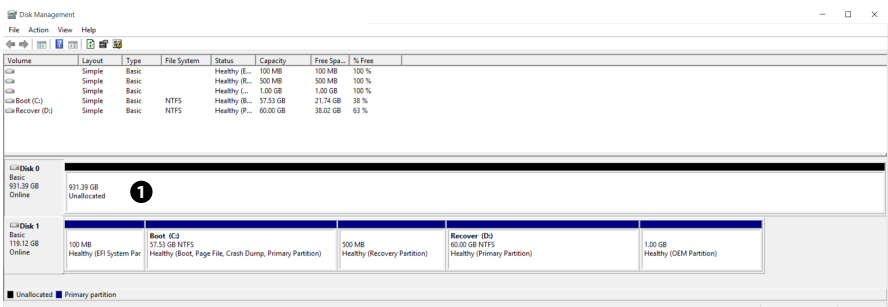 Disk Management
File Action View Help
Volume Layout Type File System Status Capacity Free Spa... % Free
Simple Basic Healthy (E... 100 MB 100 MB 100 %
Simple Basic Healthy (R... 500 MB 500 MB 100 %
Simple Basic Healthy (... 1.00 GB 1.00 GB 100 %
Boot (C:) Simple Basic NTFS Healthy (B... 57.53 GB 21.74 GB 38 %
Recover (D:) Simple Basic NTFS Healthy (P... 60.00 GB 38.02 GB 63 %
Disk 0
Basic
931.39 GB
Online
931.39 GB
Unallocated
1
Disk 1
Basic
119.12 GB
Online
100 MB
Healthy (EFI System Par
Boot (C:)
57.53 GB NTFS
Healthy (Boot, Page File, Crash Dump, Primary Partition)
500 MB
Healthy (Recovery Partition)
Recover (D:)
60.00 GB NTFS
Healthy (Primary Partition)
1.00 GB
Healthy (OEM Partition)
Unallocated Primary partition